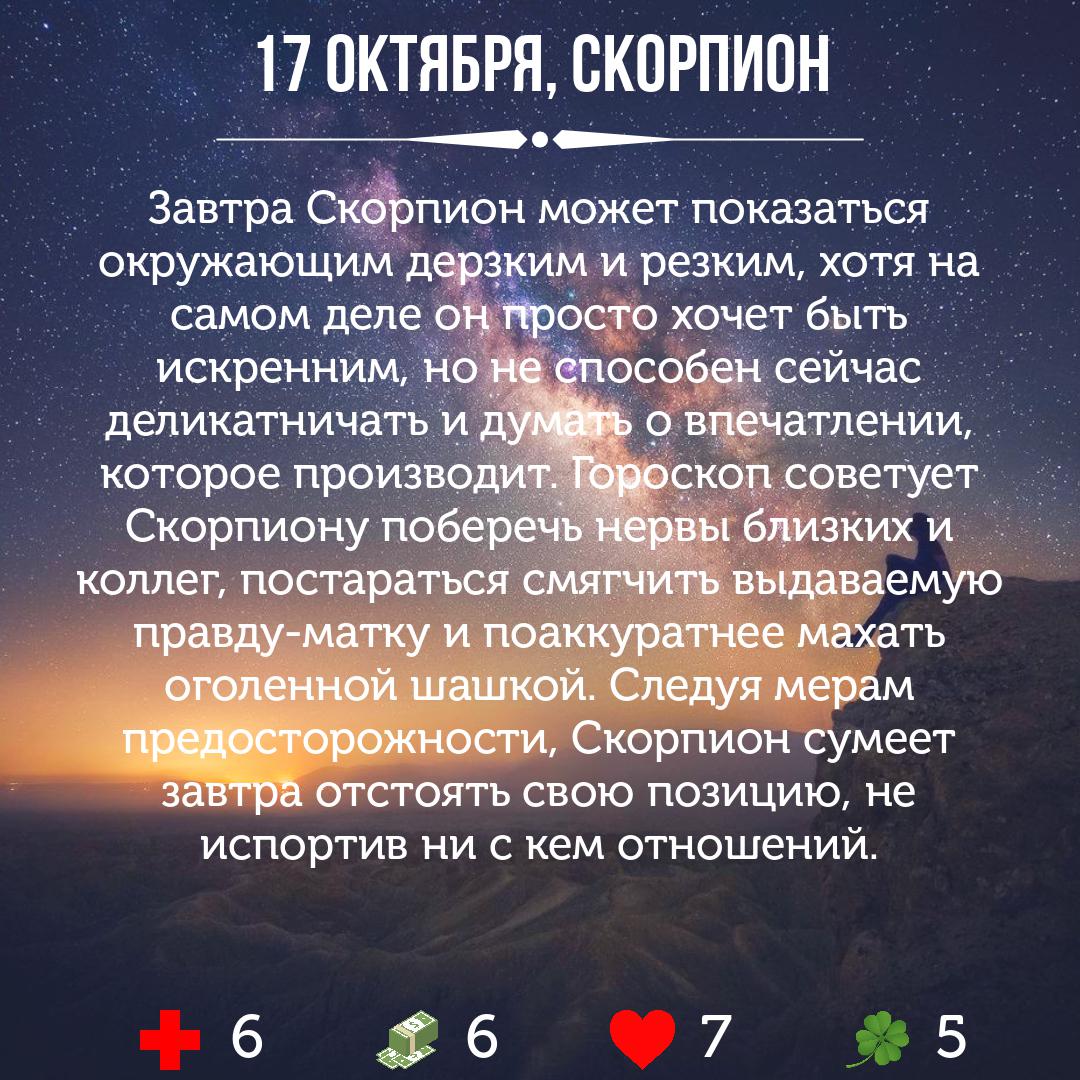 17 ОКТЯБРЯ, СКОРПИОН
Завтра Скорпион может показаться
окружающим дерзким и резким, хотя на
самом деле он просто хочет быть
искренним, но не способен сейчас
деликатничать и думать о впечатлении,
которое производит. Гороскоп советует
Скорпиону поберечь нервы близких и
коллег, постараться смягчить выдаваемую
правду-матку и поаккуратнее махать
оголенной шашкой. Следуя мерам
предосторожности, Скорпион сумеет
завтра отстоять свою позицию, не
испортив ни с кем отношений.
6 6 7 5